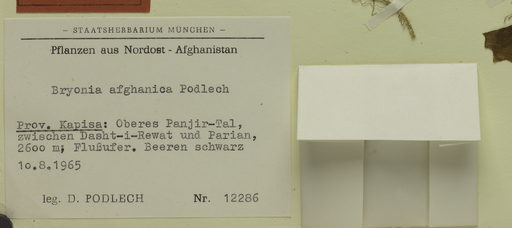 - STAATSHERBARIUM MÜNCHEN -
Pflanzen aus Nordost - Afghanistan
Bryonia afghanica Podlech
Prov. Kapisa: Oberes Panjir-Tal,
zwischen Dasht-i-Rewat und Parian,
2600 m, Flußufer. Beeren schwarz
10.8.1965
leg. D. PODLECH Nr. 12286